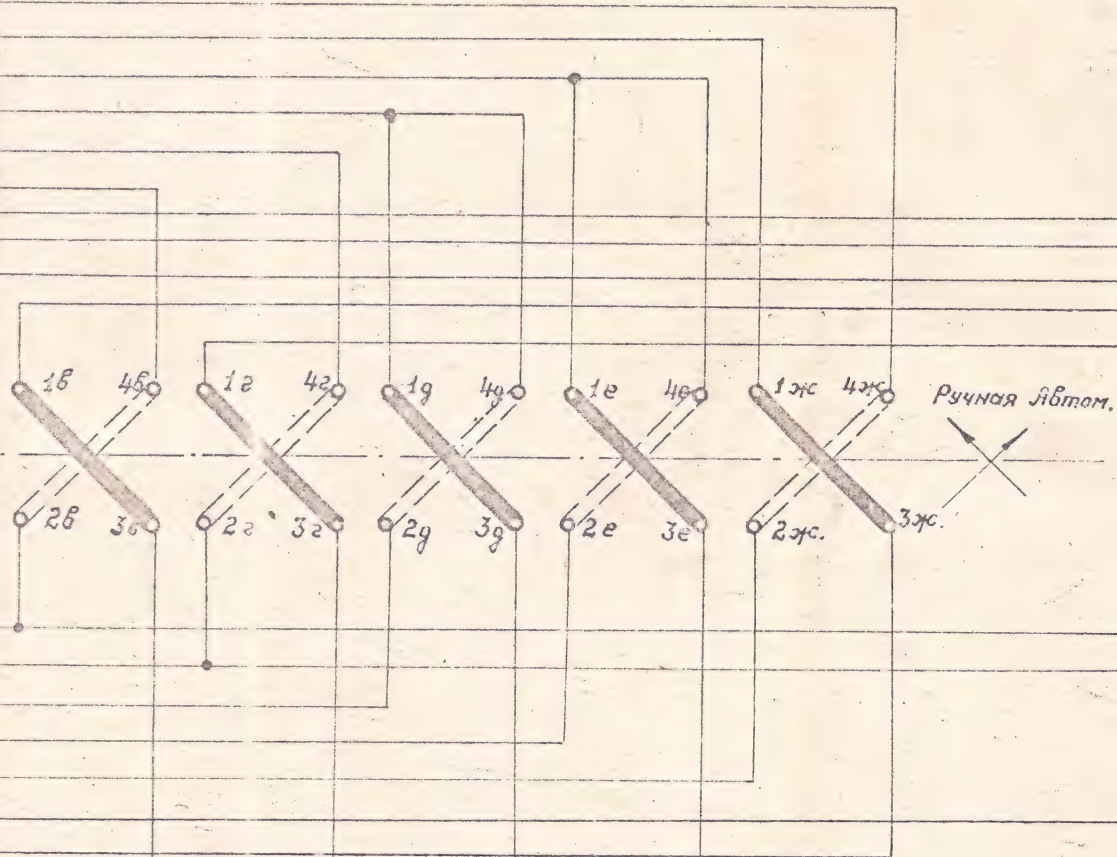 1в 4в 1г 4г 1д 4д 1е 4е 1ж 4ж
Ручная Автом.
2в 3в 2г 3г 2д 3д 2е 3е 2ж. 3ж.